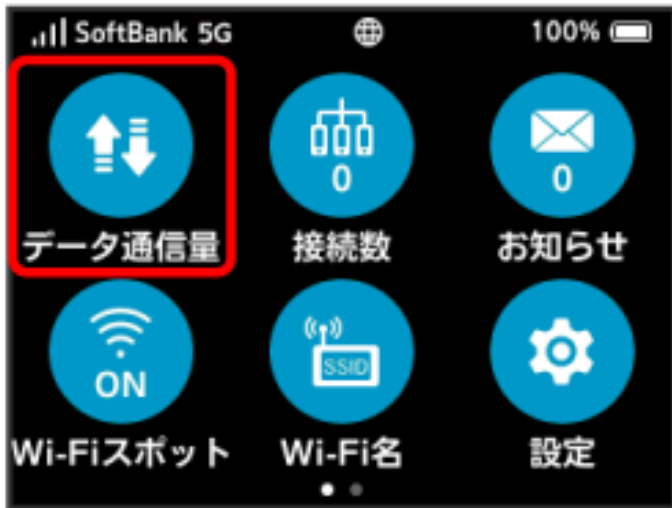 SoftBank 5G 100%
0 0
データ通信量 接続数 お知らせ
ON SSID
Wi-Fiスポット Wi-Fi名 設定